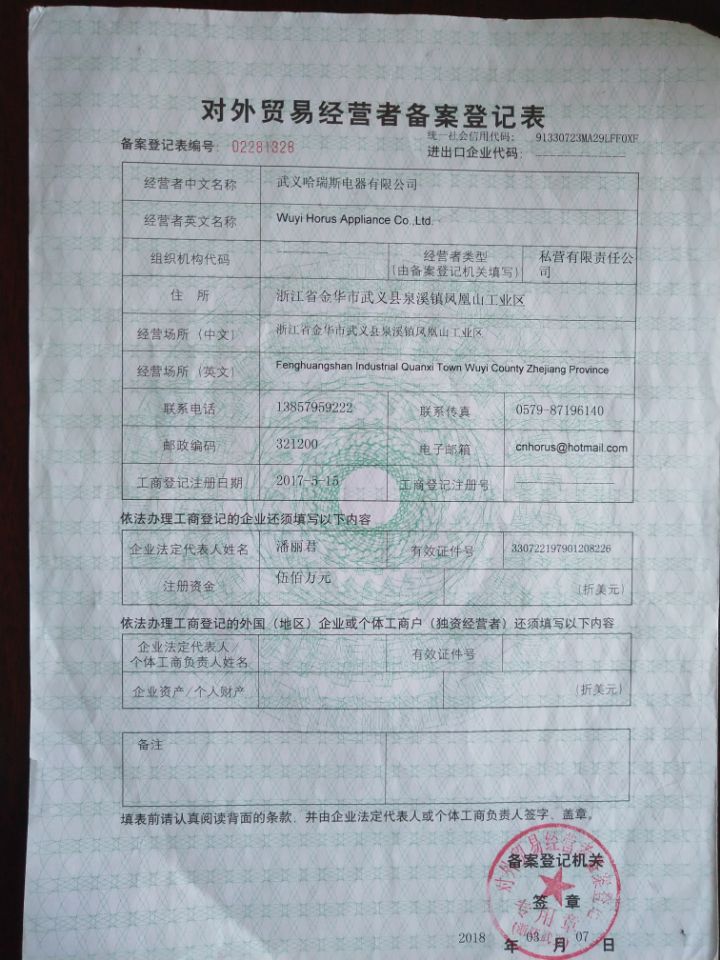 对外贸易经营者备案登记表
统一社会信用代码： 91330723MA29LFF0XF
备案登记表编号： 02281328
进出口企业代码：
经营者中文名称 武义哈瑞斯电器有限公司
经营者英文名称 Wuyi Horus Appliance Co.,Ltd.
组织机构代码 经营者类型 私营有限责任公
(由备案登记机关填写) 司
住 所 浙江省金华市武义县泉溪镇凤凰山工业区
经营场所（中文） 浙江省金华市武义县泉溪镇凤凰山工业区
经营场所（英文） Fenghuangshan Industrial Quanxi Town Wuyi County Zhejiang Province
联系电话 13857959222 联系传真 0579-87196140
邮政编码 321200 电子邮箱 cnhorus@hotmail.com
工商登记注册日期 2017-5-15 工商登记注册号
依法办理工商登记的企业还须填写以下内容
企业法定代表人姓名 潘丽君 有效证件号 330722197901208226
注册资金 伍佰万元 (折美元)
依法办理工商登记的外国（地区）企业或个体工商户（独资经营者）还须填写以下内容
企业法定代表人/
个体工商负责人姓名 有效证件号
企业资产/个人财产 (折美元)
备注
填表前请认真阅读背面的条款，并由企业法定代表人或个体工商负责人签字、盖章。
对外贸易经营者备案登记
备案登记机关
签 章
专用章
2018 年 03 月 07 日